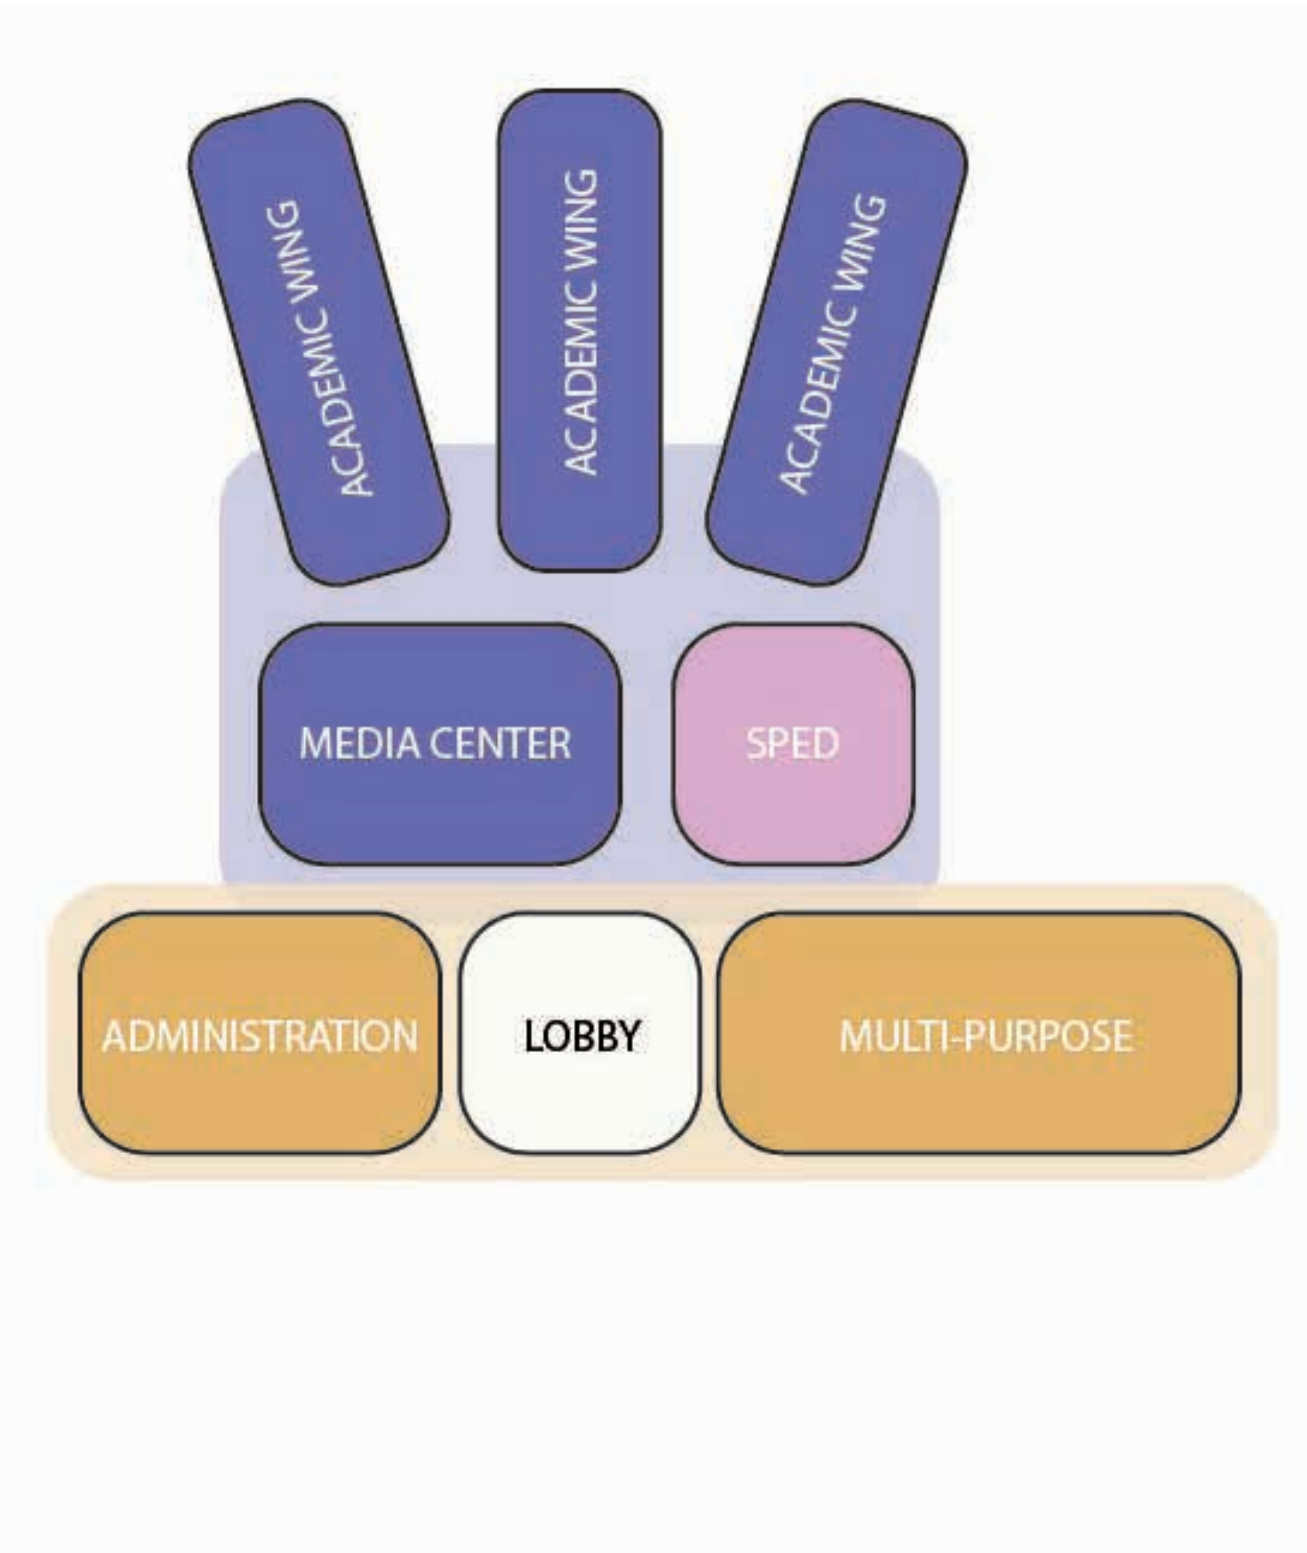 ACADEMIC WING
ACADEMIC WING
ACADEMIC WING
MEDIA CENTER
SPED
ADMINISTRATION
LOBBY
MULTI-PURPOSE